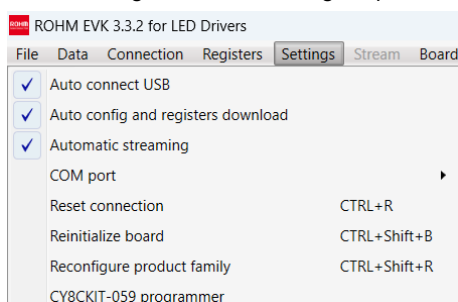 ROHM
ROHM EVK 3.3.2 for LED Drivers
File Data Connection Registers Settings Stream Board
Auto connect USB
Auto config and registers download
Automatic streaming
COM port
Reset connection CTRL+R
Reinitialize board CTRL+Shift+B
Reconfigure product family CTRL+Shift+R
CY8CKIT-059 programmer